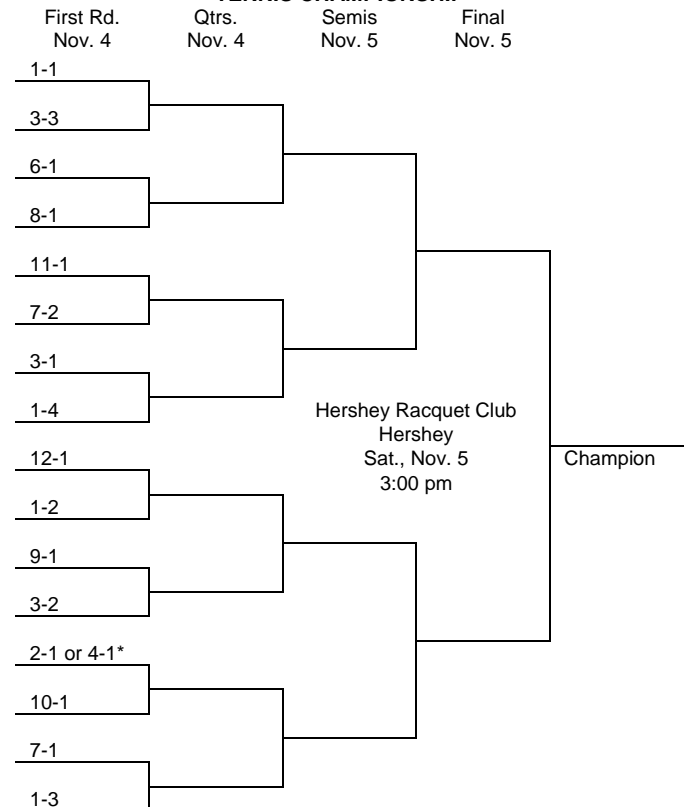 TENNIS CHAMPIONSHIP
First Rd. Qtrs. Semis Final
Nov. 4 Nov. 4 Nov. 5 Nov. 5
1-1
3-3
6-1
8-1
11-1
7-2
3-1
1-4
Hershey Racquet Club
Hershey
Sat., Nov. 5
3:00 pm
Champion
12-1
1-2
9-1
3-2
2-1 or 4-1*
10-1
7-1
1-3